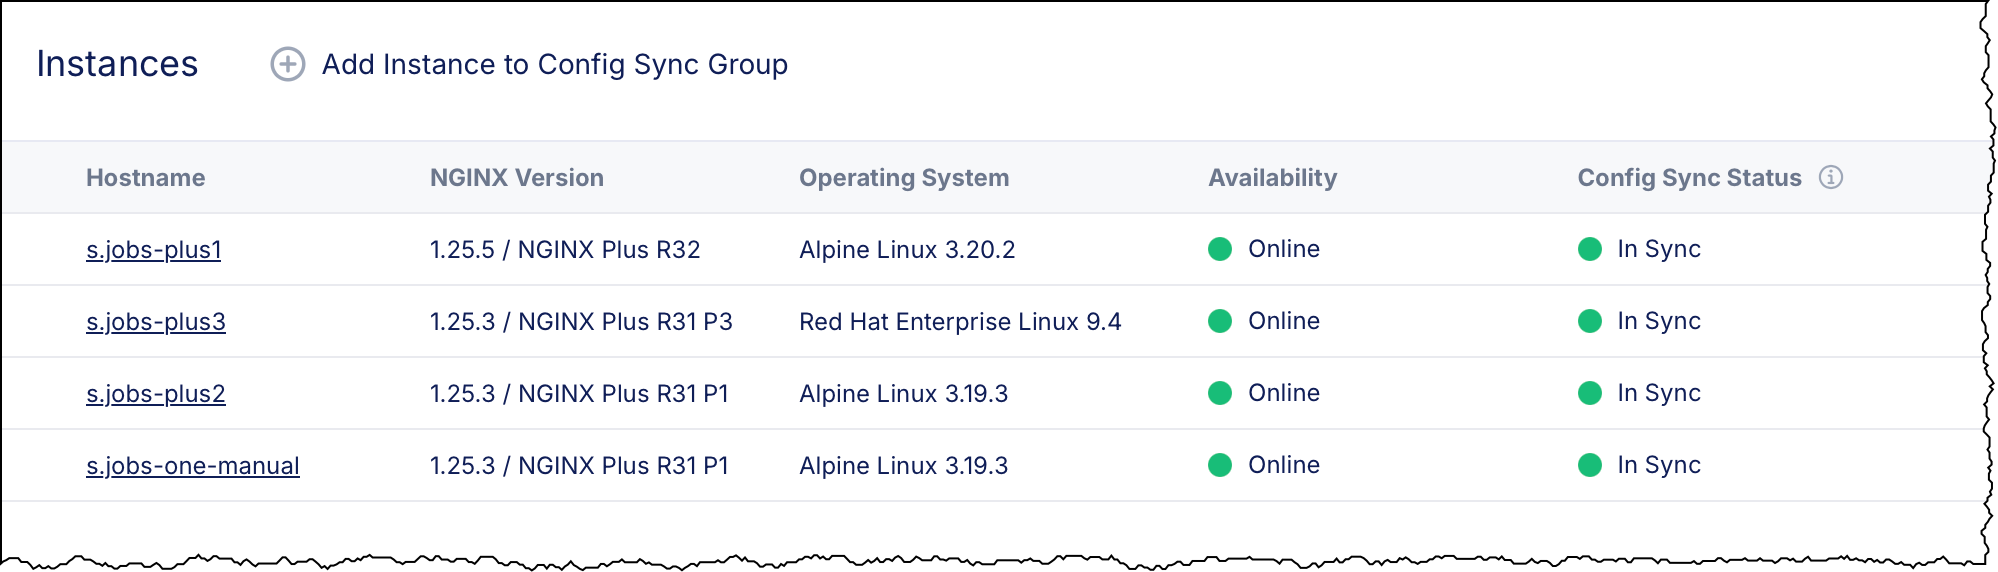 Instances Add Instance to Config Sync Group
Hostname NGINX Version Operating System Availability Config Sync Status
s.jobs-plus1 1.25.5 / NGINX Plus R32 Alpine Linux 3.20.2 Online In Sync
s.jobs-plus3 1.25.3 / NGINX Plus R31 P3 Red Hat Enterprise Linux 9.4 Online In Sync
s.jobs-plus2 1.25.3 / NGINX Plus R31 P1 Alpine Linux 3.19.3 Online In Sync
s.jobs-one-manual 1.25.3 / NGINX Plus R31 P1 Alpine Linux 3.19.3 Online In Sync